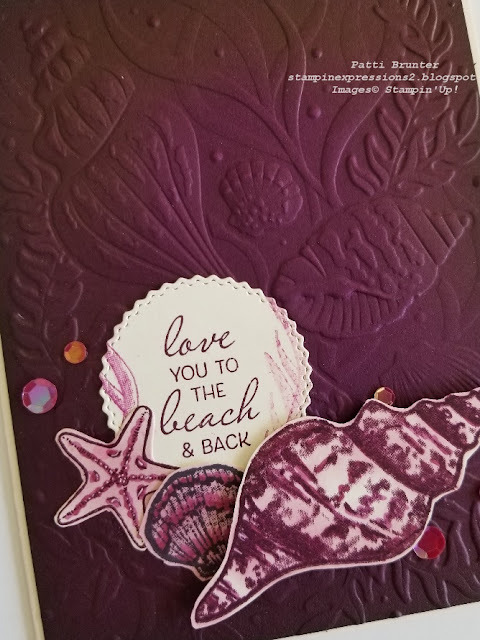 Patti Brunter
stampinexpressions2.blogspot
Images© Stampin'Up!
love
YOU TO
THE
beach
& BACK